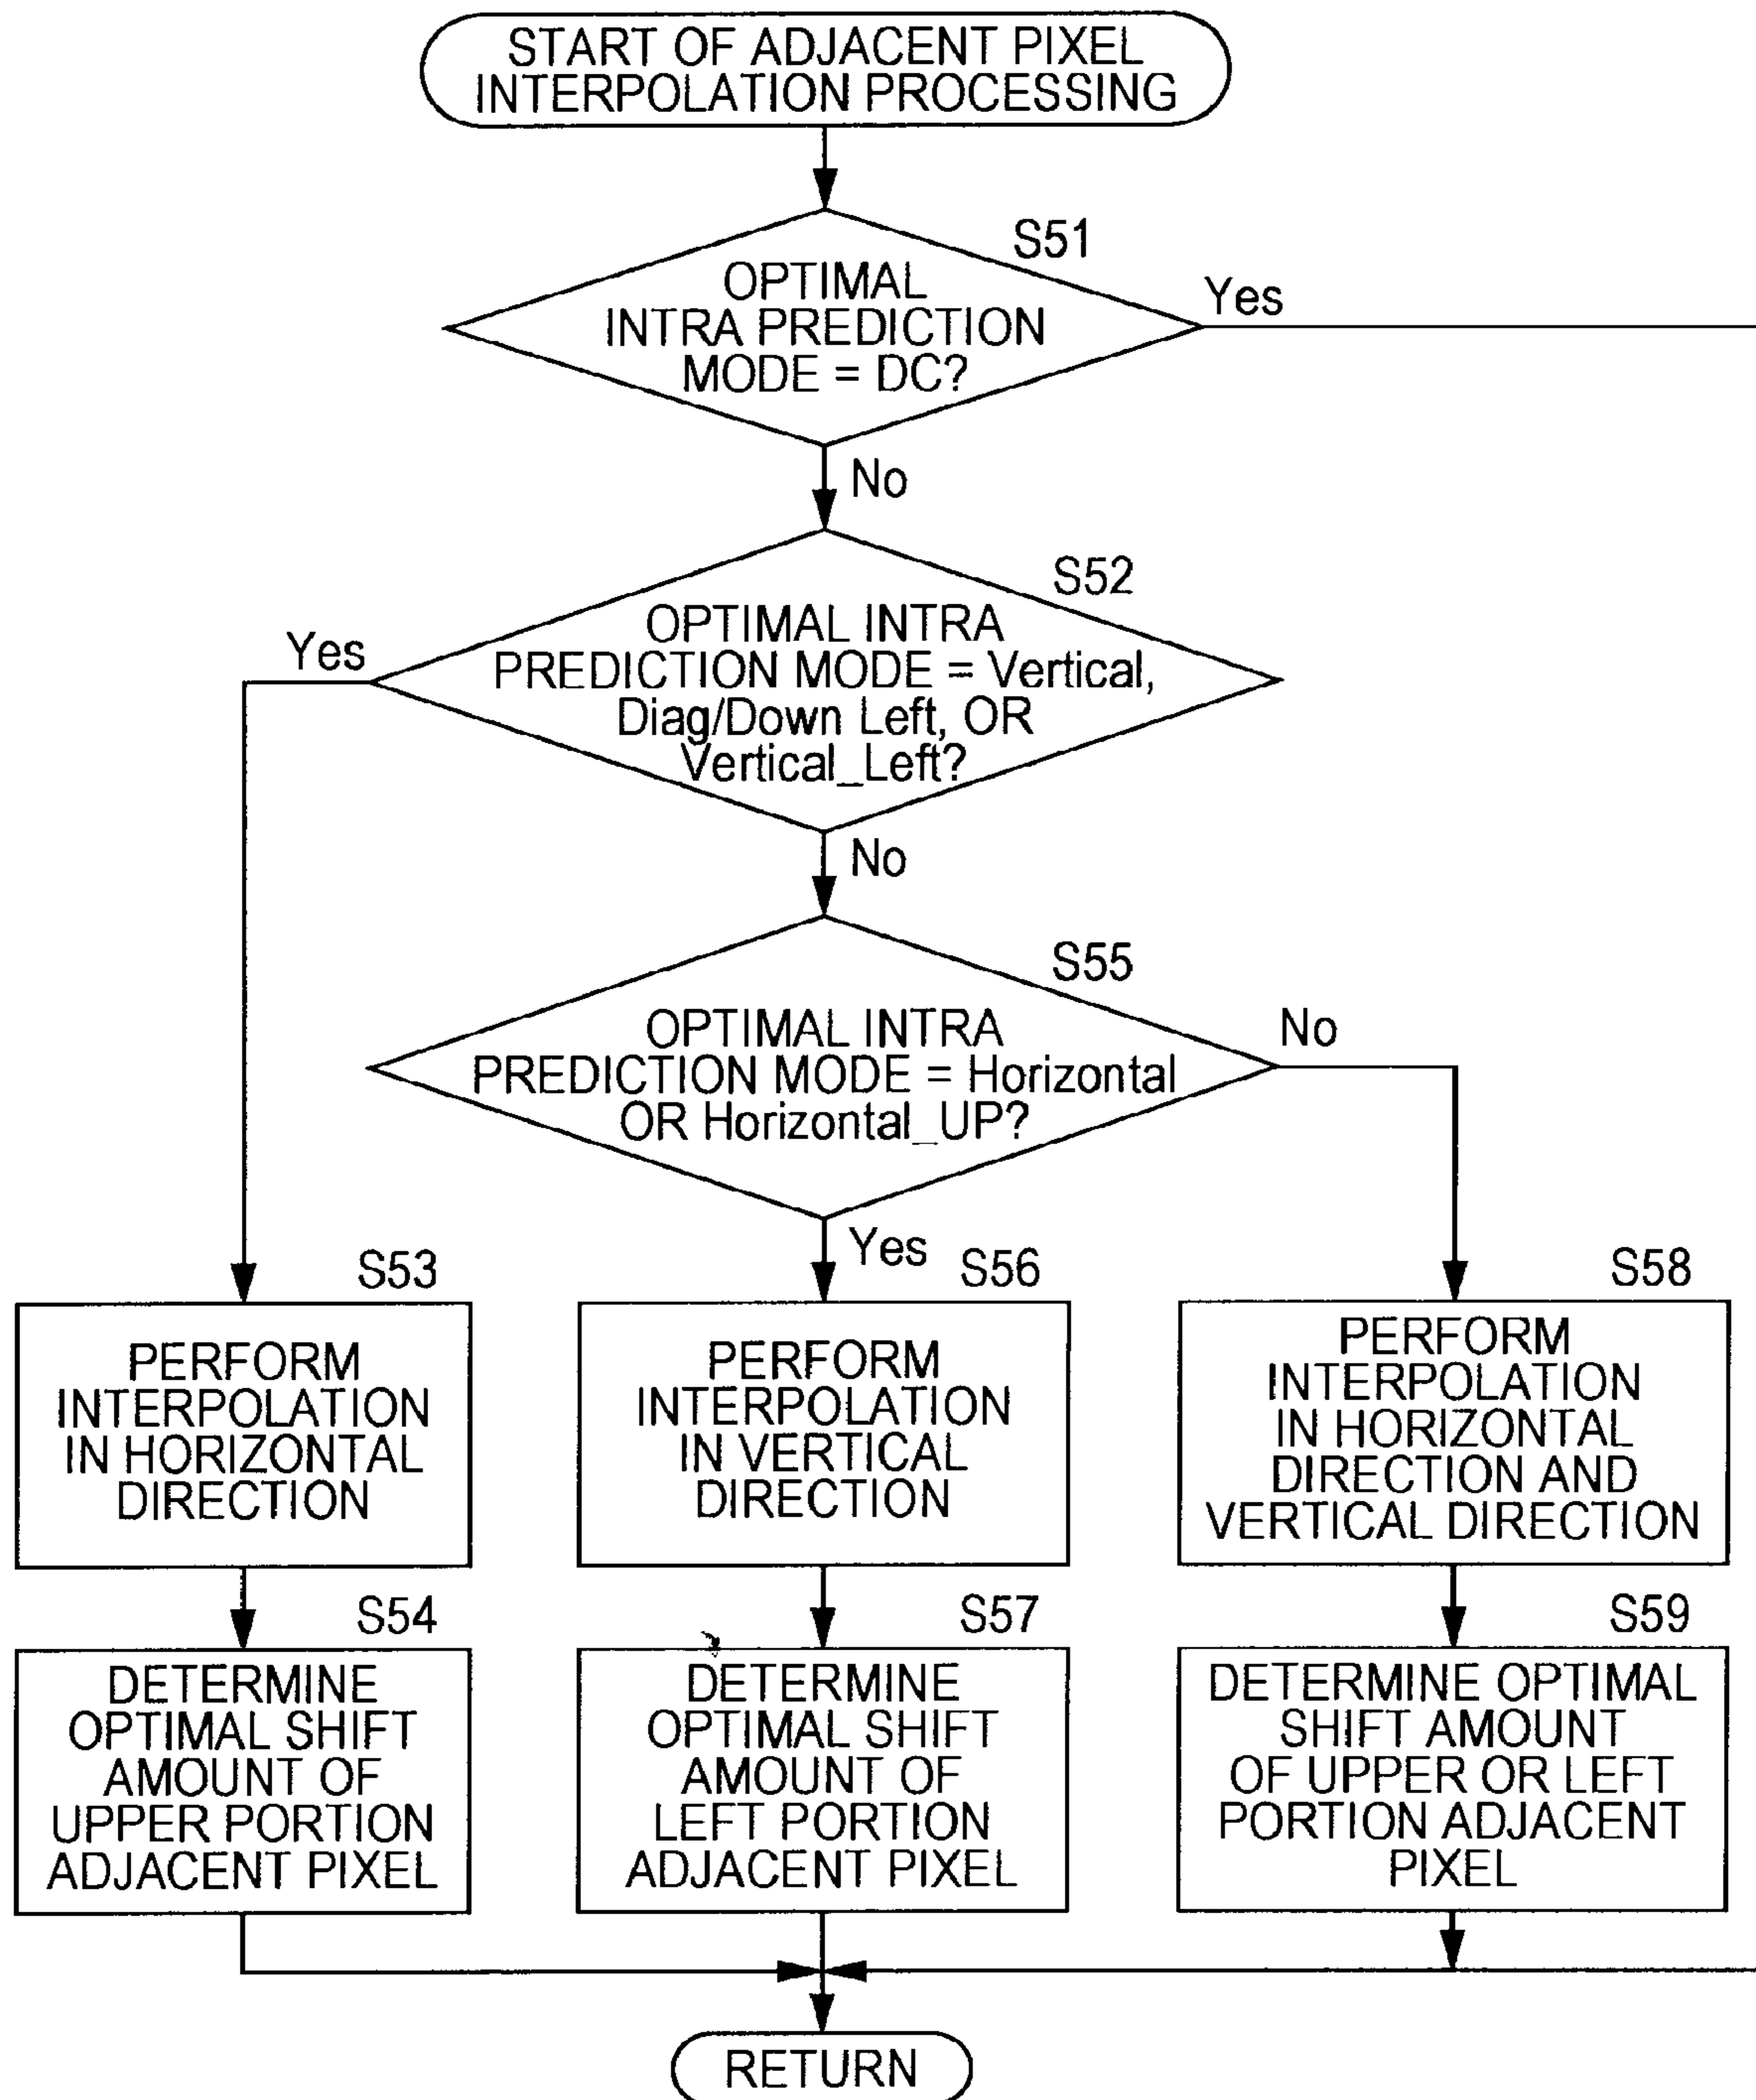 START OF ADJACENT PIXEL
INTERPOLATION PROCESSING
S51
OPTIMAL
INTRA PREDICTION
MODE = DC?
Yes
No
S52
OPTIMAL INTRA
PREDICTION MODE = Vertical,
Diag/Down Left, OR
Vertical_Left?
Yes
No
S55
OPTIMAL INTRA
PREDICTION MODE = Horizontal
OR Horizontal_UP?
No
Yes
S53
PERFORM
INTERPOLATION
IN HORIZONTAL
DIRECTION
S56
PERFORM
INTERPOLATION
IN VERTICAL
DIRECTION
S58
PERFORM
INTERPOLATION
IN HORIZONTAL
DIRECTION AND
VERTICAL DIRECTION
S54
DETERMINE
OPTIMAL SHIFT
AMOUNT OF
UPPER PORTION
ADJACENT PIXEL
S57
DETERMINE
OPTIMAL SHIFT
AMOUNT OF
LEFT PORTION
ADJACENT PIXEL
S59
DETERMINE OPTIMAL
SHIFT AMOUNT
OF UPPER OR LEFT
PORTION ADJACENT
PIXEL
RETURN